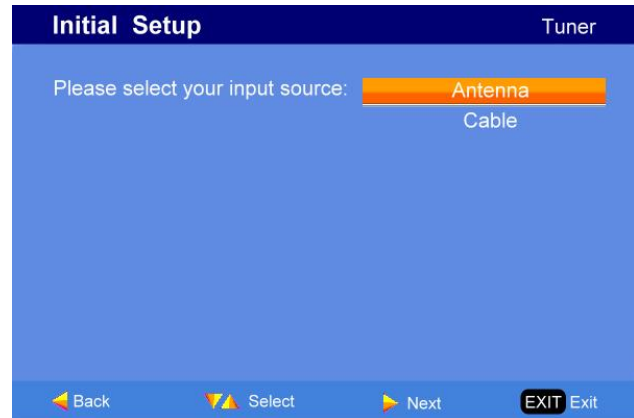 Initial Setup Tuner
Please select your input source: Antenna
Cable
Back Select Next EXIT Exit